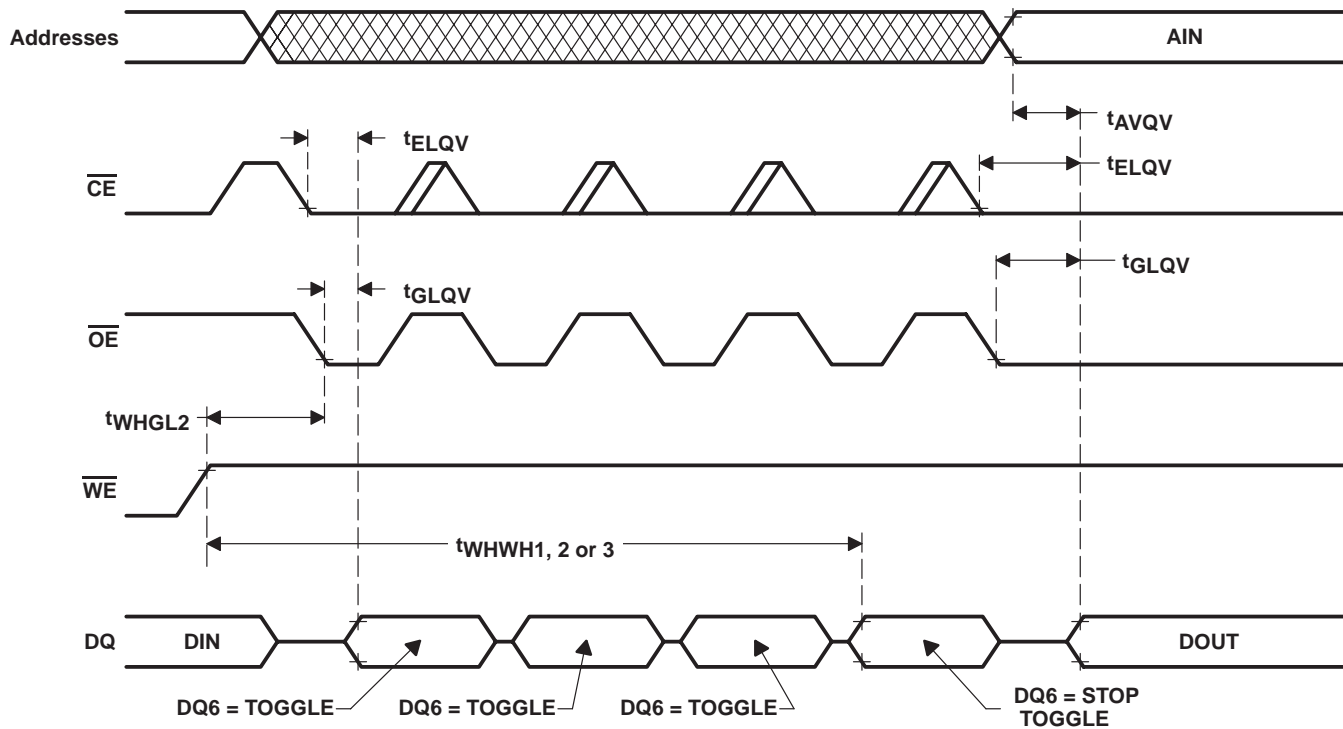 Addresses
AIN
tAVQV
tELQV
tELQV
CE
tGLQV
tGLQV
OE
tWHGL2
WE
tWHWH1, 2 or 3
DQ
DIN
DOUT
DQ6 = TOGGLE
DQ6 = TOGGLE
DQ6 = TOGGLE
DQ6 = STOP
TOGGLE